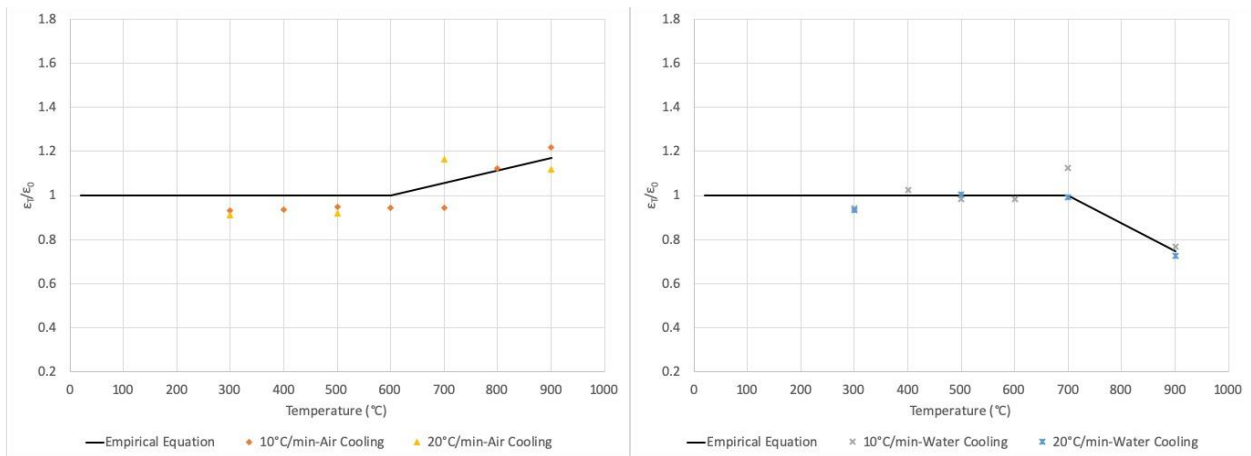 1.8
1.6
1.4
1.2
1
0.8
0.6
0.4
0.2
εT/ε0
0 100 200 300 400 500 600 700 800 900 1000
Temperature (°C)
Empirical Equation 10°C/min-Air Cooling 20°C/min-Air Cooling
1.8
1.6
1.4
1.2
1
0.8
0.6
0.4
0.2
εT/ε0
0 100 200 300 400 500 600 700 800 900 1000
Temperature (°C)
Empirical Equation 10°C/min-Water Cooling 20°C/min-Water Cooling